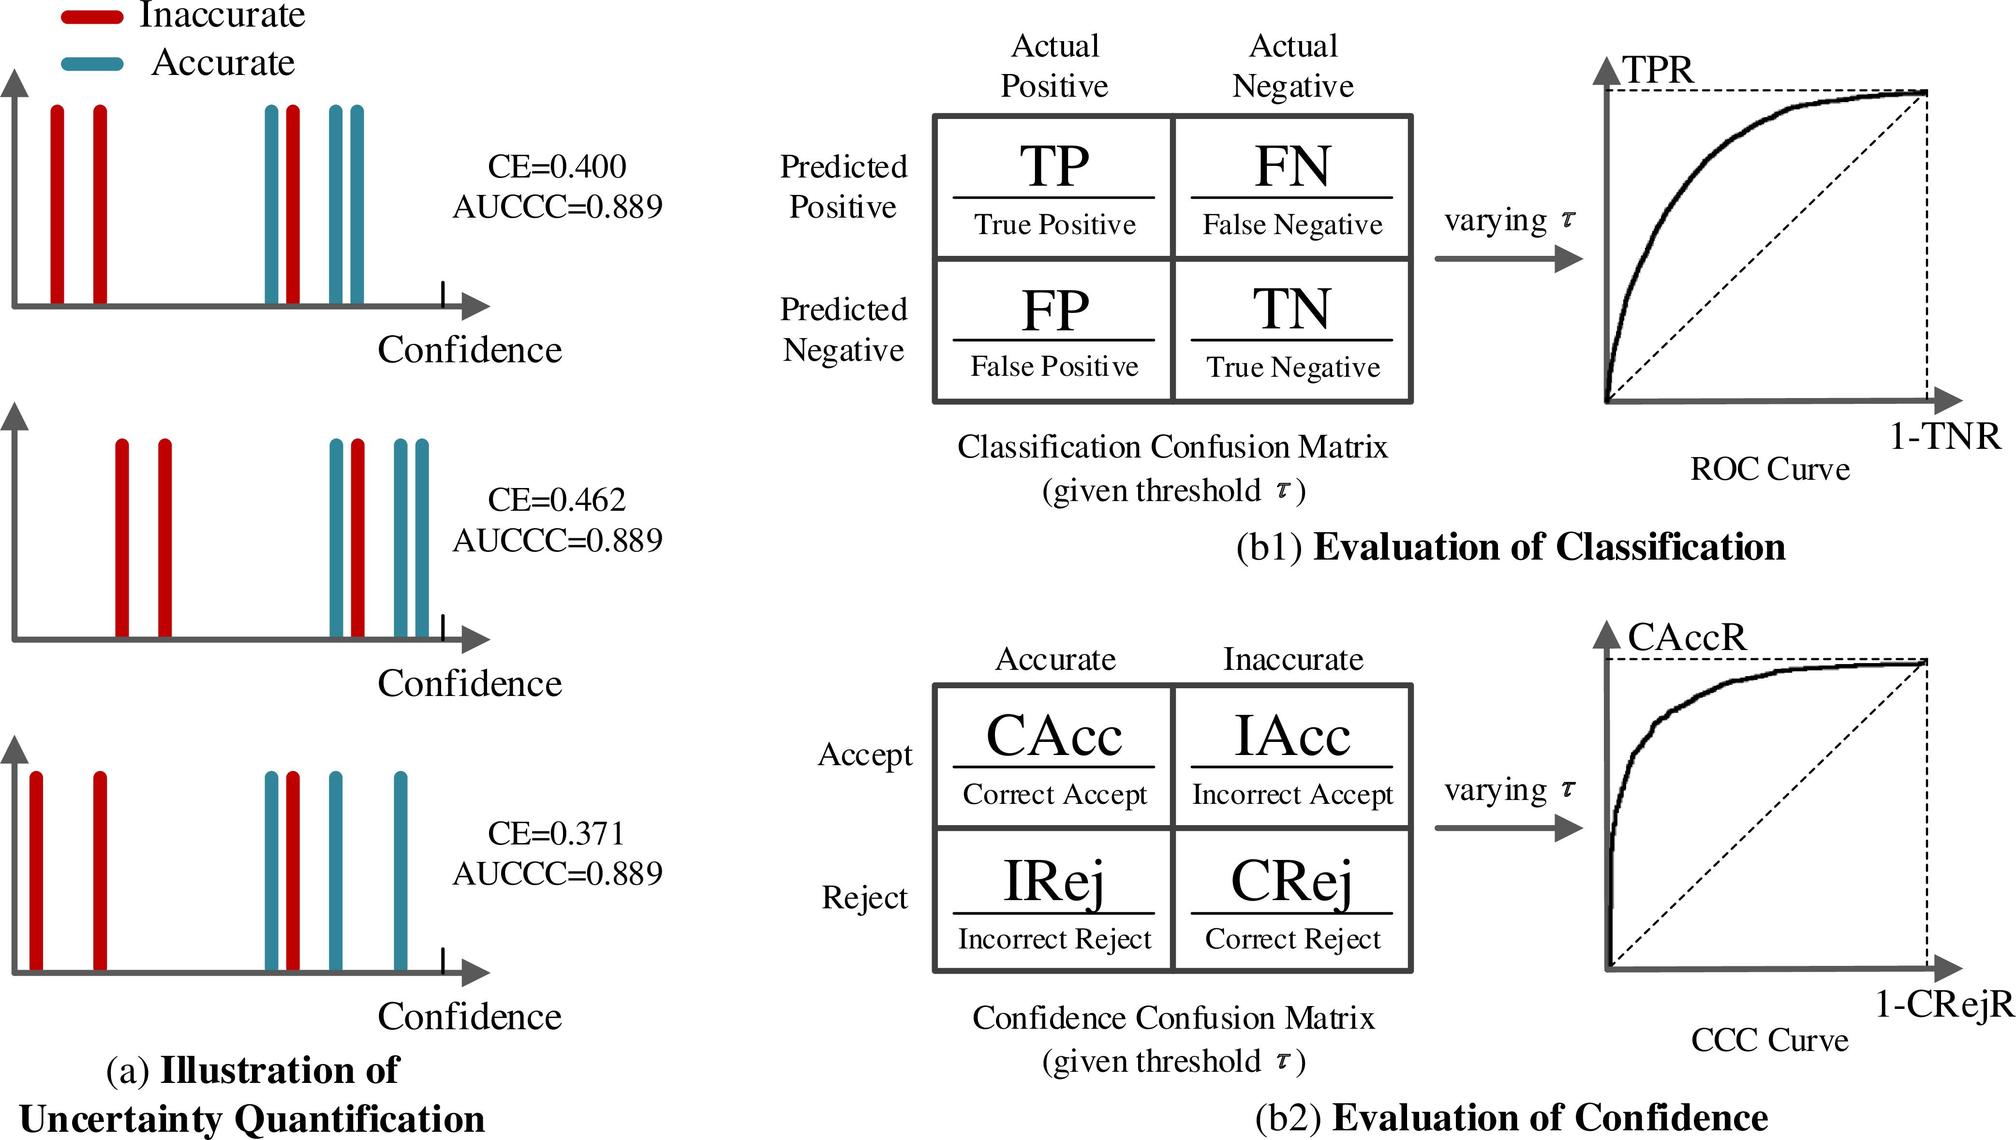 Inaccurate
Accurate
CE=0.400
AUCCC=0.889
Confidence
CE=0.462
AUCCC=0.889
Confidence
CE=0.371
AUCCC=0.889
Confidence
(a) Illustration of
Uncertainty Quantification
Actual
Positive
Actual
Negative
Predicted
Positive
TP
True Positive
FN
False Negative
Predicted
Negative
FP
False Positive
TN
True Negative
Classification Confusion Matrix
(given threshold τ)
varying τ
TPR
1-TNR
ROC Curve
(b1) Evaluation of Classification
Accurate
Inaccurate
Accept
CAcc
Correct Accept
IAcc
Incorrect Accept
Reject
IRej
Incorrect Reject
CRej
Correct Reject
Confidence Confusion Matrix
(given threshold τ)
varying τ
CAccR
1-CRejR
CCC Curve
(b2) Evaluation of Confidence